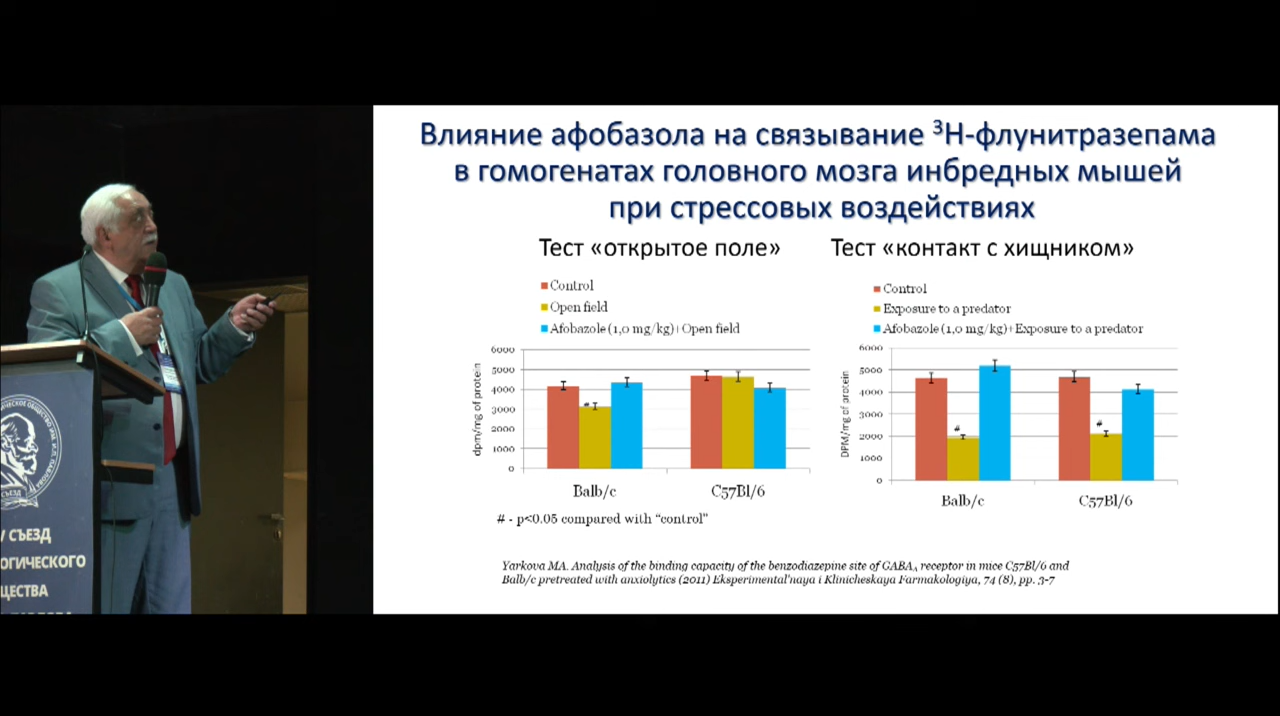 Влияние афобазола на связывание ³Н-флунитразепама
в гомогенатах головного мозга инбредных мышей
при стрессовых воздействиях
Тест «открытое поле»
Control
Open field
Afobazole (1,0 mg/kg)+Open field
dpm/mg of protein
6000
5000
4000
3000
2000
1000
0
#
Balb/c
C57Bl/6
# - p<0.05 compared with “control”
Тест «контакт с хищником»
Control
Exposure to a predator
Afobazole (1,0 mg/kg)+Exposure to a predator
DPM/mg of protein
6000
5000
4000
3000
2000
1000
0
#
#
Balb/c
C57Bl/6
Yarkova MA. Analysis of the binding capacity of the benzodiazepine site of GABAA receptor in mice C57Bl/6 and
Balb/c pretreated with anxiolytics (2011) Eksperimental'naya i Klinicheskaya Farmakologiya, 74 (8), pp. 3-7
СЪЕЗД
V СЪЕЗД
ОГИЧЕСКОГО
ЩЕСТВА